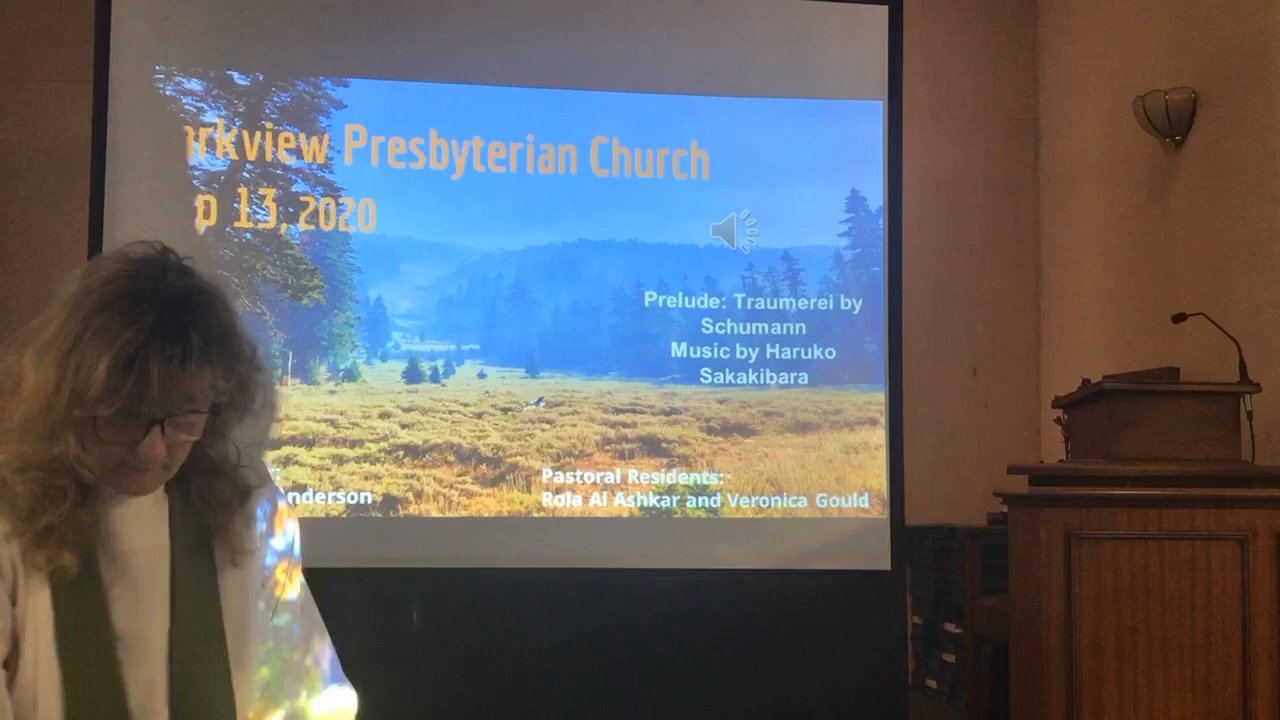 arkview Presbyterian Church
p 13, 2020
Prelude: Traumerei by
Schumann
Music by Haruko
Sakakibara
nderson
Pastoral Residents:
Rola Al Ashkar and Veronica Gould